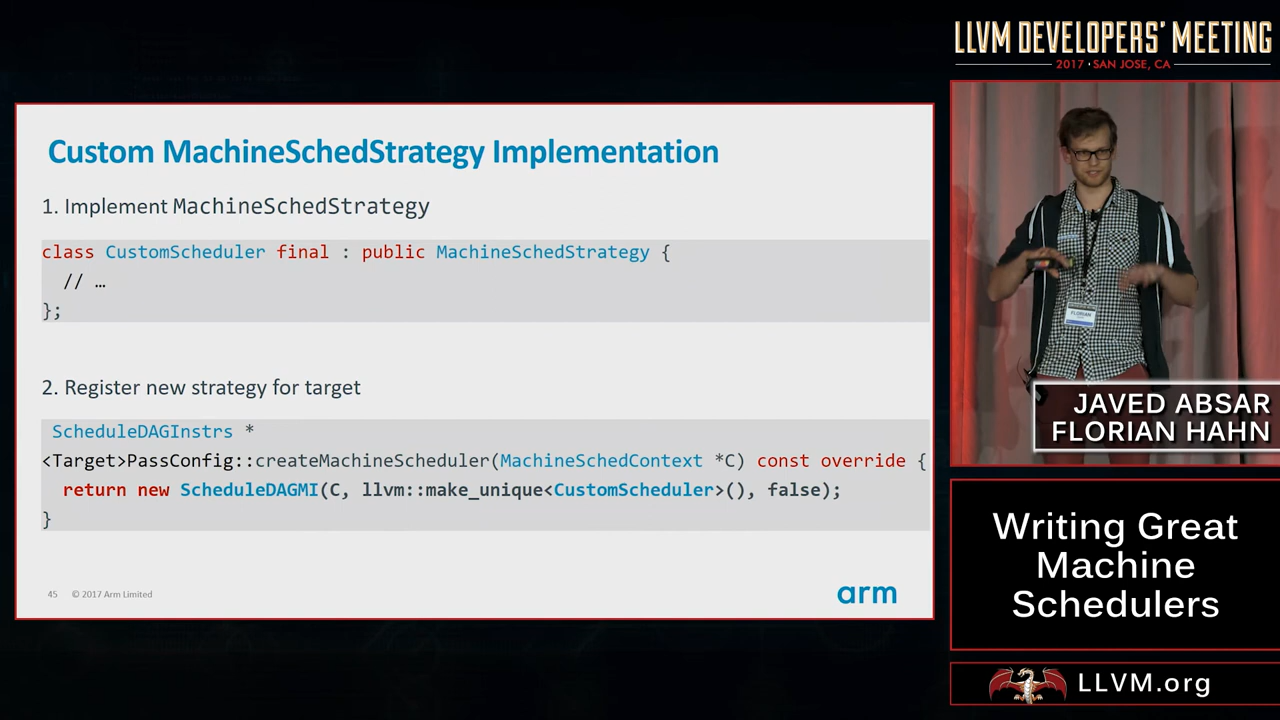 LLVM DEVELOPERS' MEETING
2017 • SAN JOSE, CA
Custom MachineSchedStrategy Implementation
1. Implement MachineSchedStrategy
class CustomScheduler final : public MachineSchedStrategy {
// …
};
2. Register new strategy for target
ScheduleDAGInstrs *
<Target>PassConfig::createMachineScheduler(MachineSchedContext *C) const override {
return new ScheduleDAGMI(C, llvm::make_unique<CustomScheduler>(), false);
}
45 © 2017 Arm Limited
arm
FLORIAN
JAVED ABSAR
FLORIAN HAHN
Writing Great
Machine
Schedulers
LLVM.org